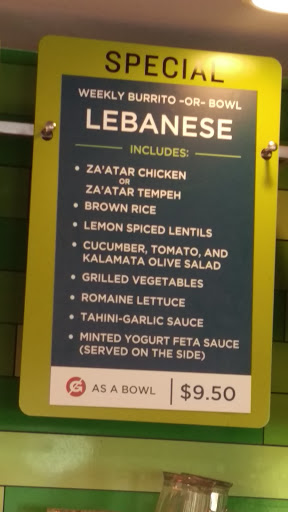 SPECIAL
WEEKLY BURRITO -OR- BOWL
LEBANESE
INCLUDES:
• ZA'ATAR CHICKEN
OR
ZA'ATAR TEMPEH
• BROWN RICE
• LEMON SPICED LENTILS
• CUCUMBER, TOMATO, AND
KALAMATA OLIVE SALAD
• GRILLED VEGETABLES
• ROMAINE LETTUCE
• TAHINI-GARLIC SAUCE
• MINTED YOGURT FETA SAUCE
(SERVED ON THE SIDE)
G AS A BOWL | $9.50